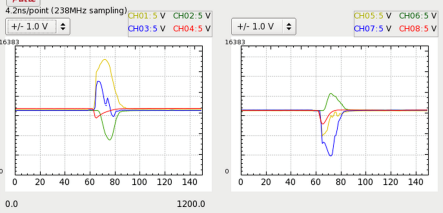 4.2ns/point (238MHz sampling)
+/- 1.0 V
CH01:5 V CH02:5 V
CH03:5 V CH04:5 V
+/- 1.0 V
CH05:5 V CH06:5 V
CH07:5 V CH08:5 V
16383
16383
0
0
0 20 40 60 80 100 120 140
0 20 40 60 80 100 120 140
0.0 1200.0